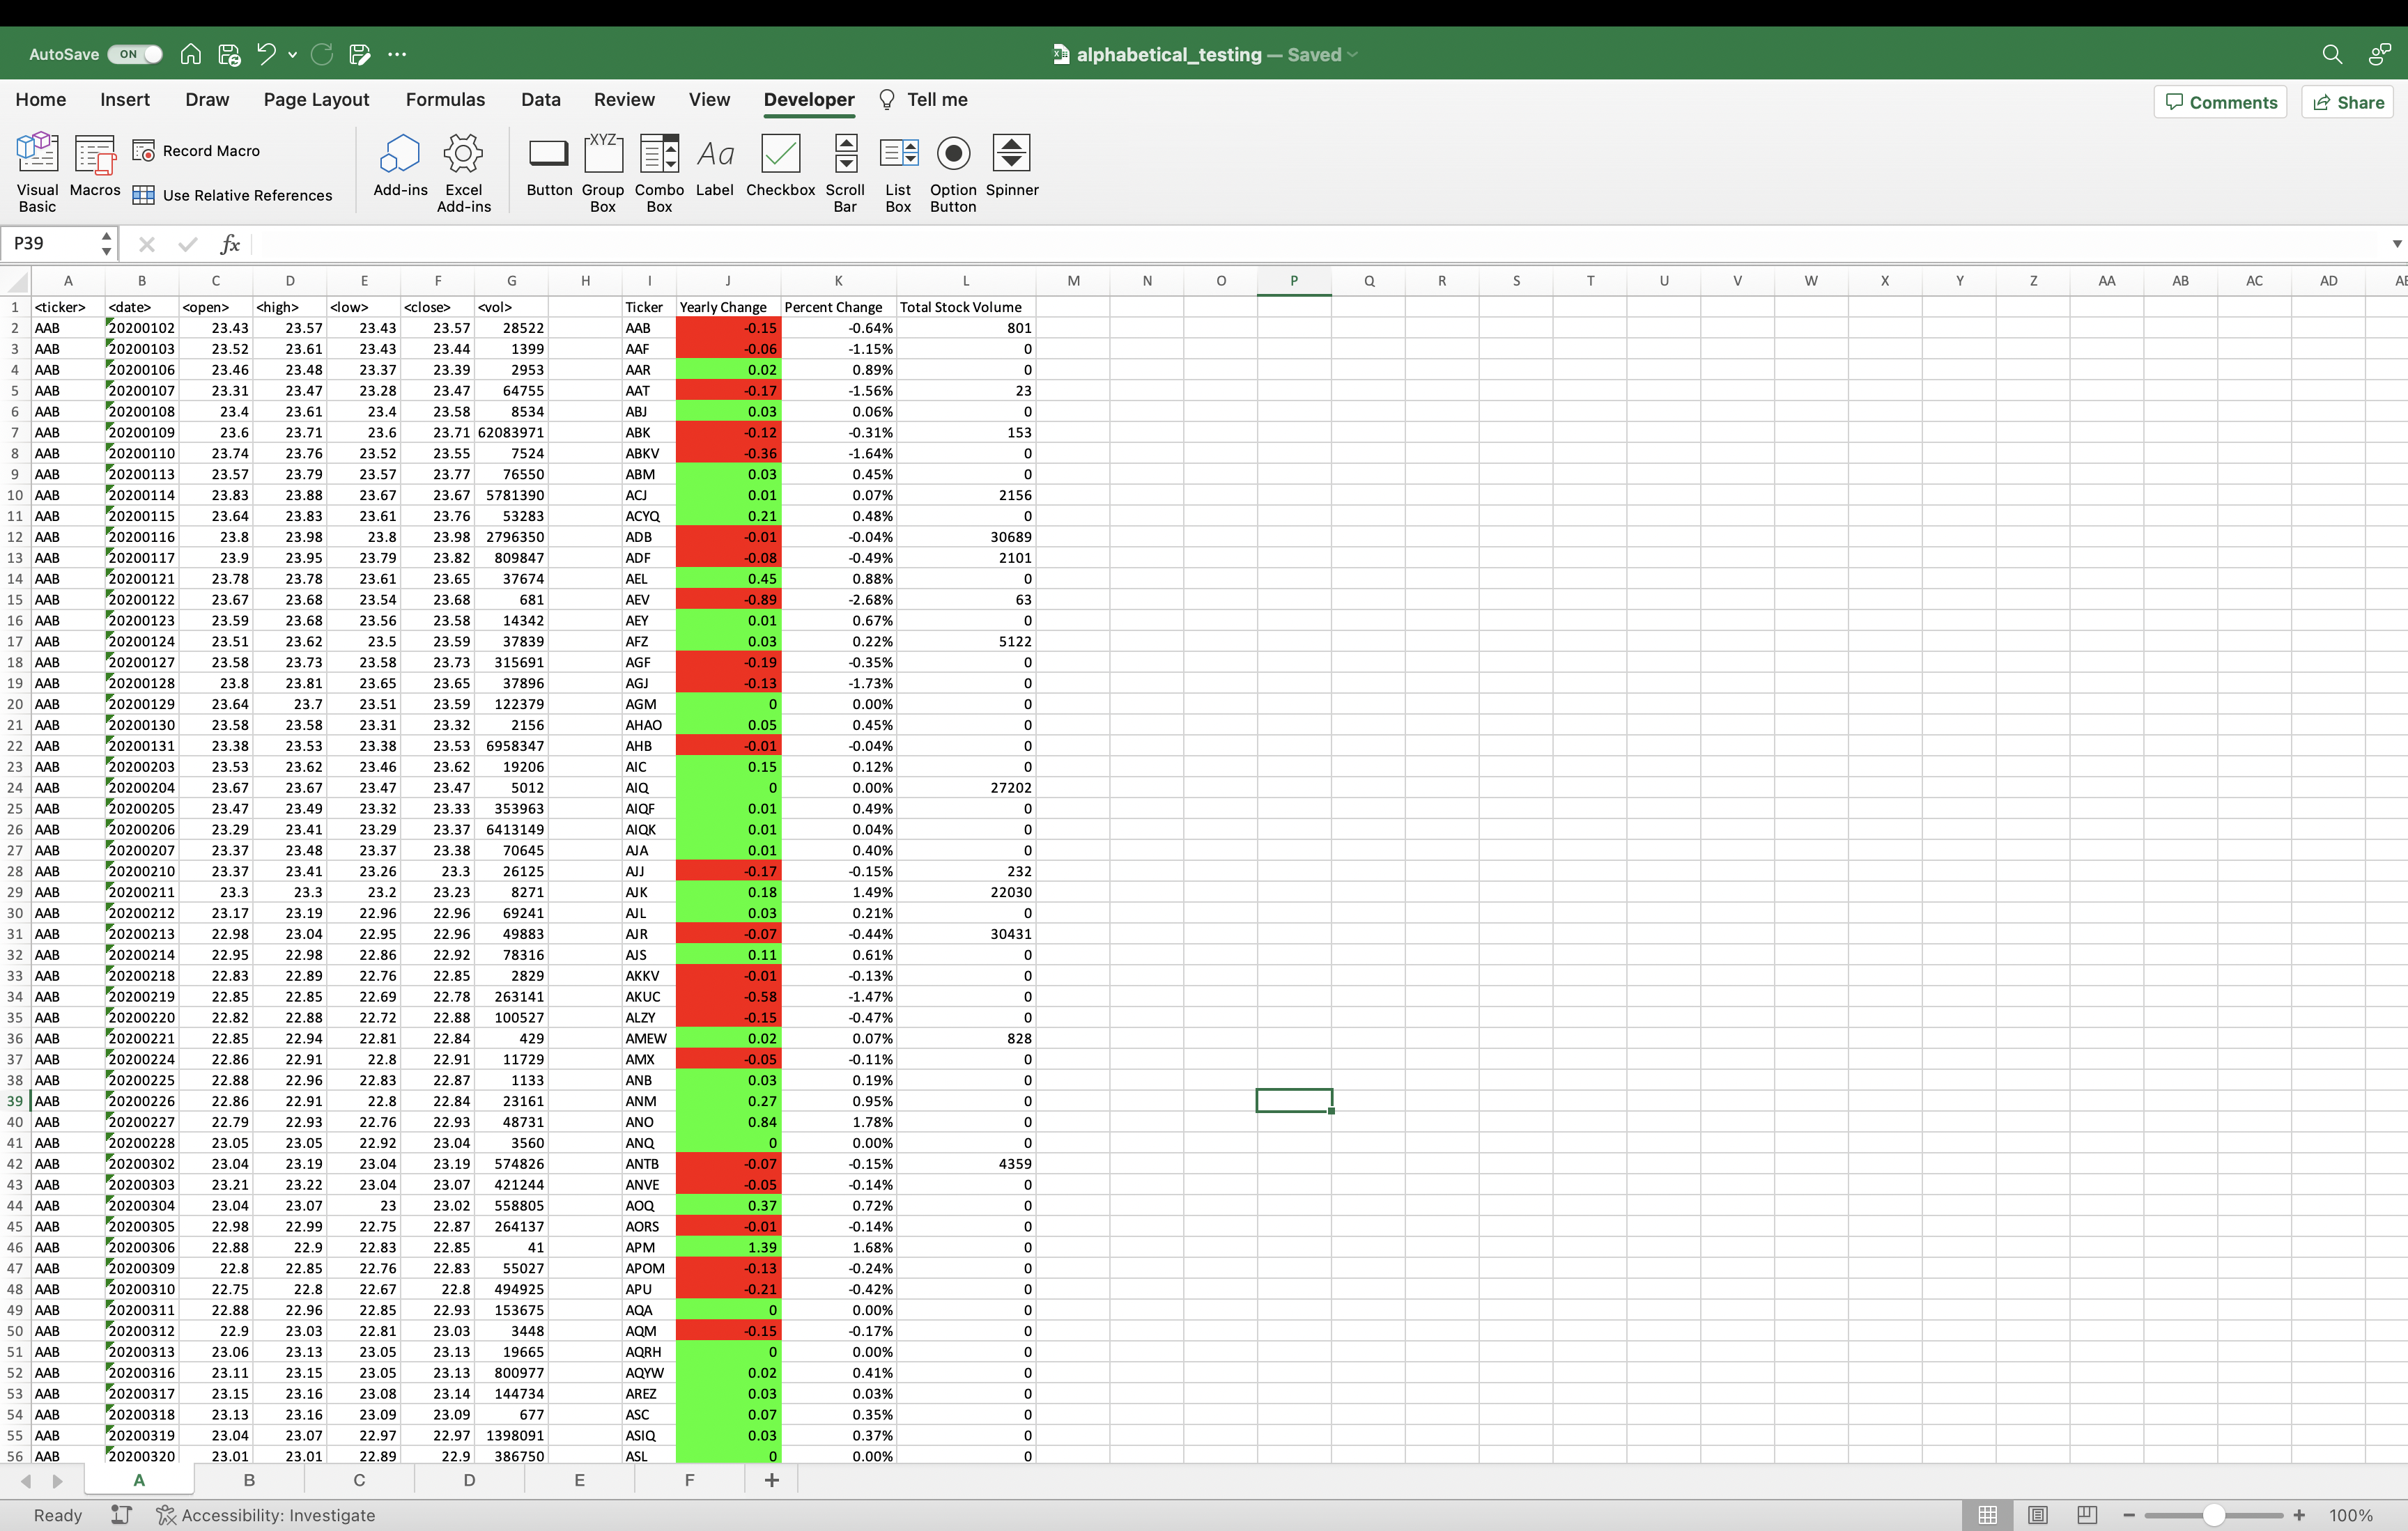 AutoSave ON alphabetical_testing — Saved
Home Insert Draw Page Layout Formulas Data Review View Developer Tell me Comments Share
Visual Basic Macros Record Macro Use Relative References Add-ins Excel Add-ins Button XYZ Group Box Combo Box Aa Label Checkbox Scroll Bar List Box Option Button Spinner
P39 fx
A B C D E F G H I J K L M N O P Q R S T U V W X Y Z AA AB AC AD AE
1 <ticker> <date> <open> <high> <low> <close> <vol> Ticker Yearly Change Percent Change Total Stock Volume
2 AAB 20200102 23.43 23.57 23.43 23.57 28522 AAB -0.15 -0.64% 801
3 AAB 20200103 23.52 23.61 23.43 23.44 1399 AAF -0.06 -1.15% 0
4 AAB 20200106 23.46 23.48 23.37 23.39 2953 AAR 0.02 0.89% 0
5 AAB 20200107 23.31 23.47 23.28 23.47 64755 AAT -0.17 -1.56% 23
6 AAB 20200108 23.4 23.61 23.4 23.58 8534 ABJ 0.03 0.06% 0
7 AAB 20200109 23.6 23.71 23.6 23.71 62083971 ABK -0.12 -0.31% 153
8 AAB 20200110 23.74 23.76 23.52 23.55 7524 ABKV -0.36 -1.64% 0
9 AAB 20200113 23.57 23.79 23.57 23.77 76550 ABM 0.03 0.45% 0
10 AAB 20200114 23.83 23.88 23.67 23.67 5781390 ACJ 0.01 0.07% 2156
11 AAB 20200115 23.64 23.83 23.61 23.76 53283 ACYQ 0.21 0.48% 0
12 AAB 20200116 23.8 23.98 23.8 23.98 2796350 ADB -0.01 -0.04% 30689
13 AAB 20200117 23.9 23.95 23.79 23.82 809847 ADF -0.08 -0.49% 2101
14 AAB 20200121 23.78 23.78 23.61 23.65 37674 AEL 0.45 0.88% 0
15 AAB 20200122 23.67 23.68 23.54 23.68 681 AEV -0.89 -2.68% 63
16 AAB 20200123 23.59 23.68 23.56 23.58 14342 AEY 0.01 0.67% 0
17 AAB 20200124 23.51 23.62 23.5 23.59 37839 AFZ 0.03 0.22% 5122
18 AAB 20200127 23.58 23.73 23.58 23.73 315691 AGF -0.19 -0.35% 0
19 AAB 20200128 23.8 23.81 23.65 23.65 37896 AGJ -0.13 -1.73% 0
20 AAB 20200129 23.64 23.7 23.51 23.59 122379 AGM 0 0.00% 0
21 AAB 20200130 23.58 23.58 23.31 23.32 2156 AHAO 0.05 0.45% 0
22 AAB 20200131 23.38 23.53 23.38 23.53 6958347 AHB -0.01 -0.04% 0
23 AAB 20200203 23.53 23.62 23.46 23.62 19206 AIC 0.15 0.12% 0
24 AAB 20200204 23.67 23.67 23.47 23.47 5012 AIQ 0 0.00% 27202
25 AAB 20200205 23.47 23.49 23.32 23.33 353963 AIQF 0.01 0.49% 0
26 AAB 20200206 23.29 23.41 23.29 23.37 6413149 AIQK 0.01 0.04% 0
27 AAB 20200207 23.37 23.48 23.37 23.38 70645 AJA 0.01 0.40% 0
28 AAB 20200210 23.37 23.41 23.26 23.3 26125 AJJ -0.17 -0.15% 232
29 AAB 20200211 23.3 23.3 23.2 23.23 8271 AJK 0.18 1.49% 22030
30 AAB 20200212 23.17 23.19 22.96 22.96 69241 AJL 0.03 0.21% 0
31 AAB 20200213 22.98 23.04 22.95 22.96 49883 AJR -0.07 -0.44% 30431
32 AAB 20200214 22.95 22.98 22.86 22.92 78316 AJS 0.11 0.61% 0
33 AAB 20200218 22.83 22.89 22.76 22.85 2829 AKKV -0.01 -0.13% 0
34 AAB 20200219 22.85 22.85 22.69 22.78 263141 AKUC -0.58 -1.47% 0
35 AAB 20200220 22.82 22.88 22.72 22.88 100527 ALZY -0.15 -0.47% 0
36 AAB 20200221 22.85 22.94 22.81 22.84 429 AMEW 0.02 0.07% 828
37 AAB 20200224 22.86 22.91 22.8 22.91 11729 AMX -0.05 -0.11% 0
38 AAB 20200225 22.88 22.96 22.83 22.87 1133 ANB 0.03 0.19% 0
39 AAB 20200226 22.86 22.91 22.8 22.84 23161 ANM 0.27 0.95% 0
40 AAB 20200227 22.79 22.93 22.76 22.93 48731 ANO 0.84 1.78% 0
41 AAB 20200228 23.05 23.05 22.92 23.04 3560 ANQ 0 0.00% 0
42 AAB 20200302 23.04 23.19 23.04 23.19 574826 ANTB -0.07 -0.15% 4359
43 AAB 20200303 23.21 23.22 23.04 23.07 421244 ANVE -0.05 -0.14% 0
44 AAB 20200304 23.04 23.07 23 23.02 558805 AOQ 0.37 0.72% 0
45 AAB 20200305 22.98 22.99 22.75 22.87 264137 AORS -0.01 -0.14% 0
46 AAB 20200306 22.88 22.9 22.83 22.85 41 APM 1.39 1.68% 0
47 AAB 20200309 22.8 22.85 22.76 22.83 55027 APOM -0.13 -0.24% 0
48 AAB 20200310 22.75 22.8 22.67 22.8 494925 APU -0.21 -0.42% 0
49 AAB 20200311 22.88 22.96 22.85 22.93 153675 AQA 0 0.00% 0
50 AAB 20200312 22.9 23.03 22.81 23.03 3448 AQM -0.15 -0.17% 0
51 AAB 20200313 23.06 23.13 23.05 23.13 19665 AQRH 0 0.00% 0
52 AAB 20200316 23.11 23.15 23.05 23.13 800977 AQYW 0.02 0.41% 0
53 AAB 20200317 23.15 23.16 23.08 23.14 144734 AREZ 0.03 0.03% 0
54 AAB 20200318 23.13 23.16 23.09 23.09 677 ASC 0.07 0.35% 0
55 AAB 20200319 23.04 23.07 22.97 22.97 1398091 ASIQ 0.03 0.37% 0
56 AAB 20200320 23.01 23.01 22.89 22.9 386750 ASL 0 0.00% 0
A B C D E F +
Ready Accessibility: Investigate 100%